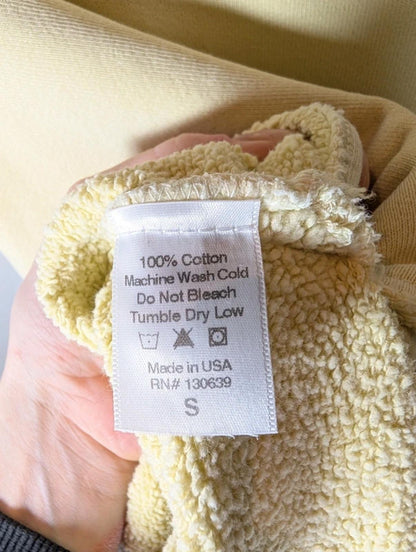 100% Cotton
Machine Wash Cold
Do Not Bleach
Tumble Dry Low
Made in USA
RN# 130639
S